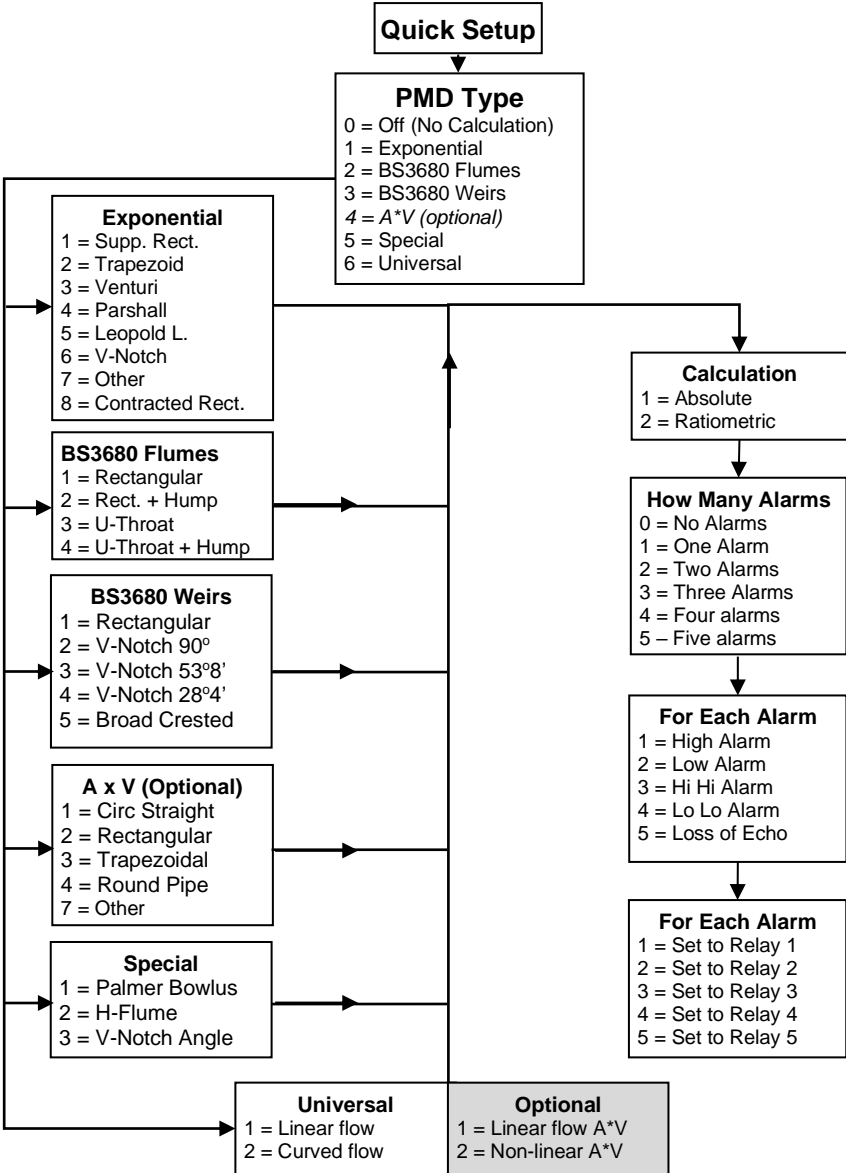 Quick Setup
PMD Type
0 = Off (No Calculation)
1 = Exponential
2 = BS3680 Flumes
3 = BS3680 Weirs
4 = A*V (optional)
5 = Special
6 = Universal
Exponential
1 = Supp. Rect.
2 = Trapezoid
3 = Venturi
4 = Parshall
5 = Leopold L.
6 = V-Notch
7 = Other
8 = Contracted Rect.
BS3680 Flumes
1 = Rectangular
2 = Rect. + Hump
3 = U-Throat
4 = U-Throat + Hump
BS3680 Weirs
1 = Rectangular
2 = V-Notch 90º
3 = V-Notch 53º8’
4 = V-Notch 28º4’
5 = Broad Crested
A x V (Optional)
1 = Circ Straight
2 = Rectangular
3 = Trapezoidal
4 = Round Pipe
7 = Other
Special
1 = Palmer Bowlus
2 = H-Flume
3 = V-Notch Angle
Universal
1 = Linear flow
2 = Curved flow
Optional
1 = Linear flow A*V
2 = Non-linear A*V
Calculation
1 = Absolute
2 = Ratiometric
How Many Alarms
0 = No Alarms
1 = One Alarm
2 = Two Alarms
3 = Three Alarms
4 = Four alarms
5 – Five alarms
For Each Alarm
1 = High Alarm
2 = Low Alarm
3 = Hi Hi Alarm
4 = Lo Lo Alarm
5 = Loss of Echo
For Each Alarm
1 = Set to Relay 1
2 = Set to Relay 2
3 = Set to Relay 3
4 = Set to Relay 4
5 = Set to Relay 5